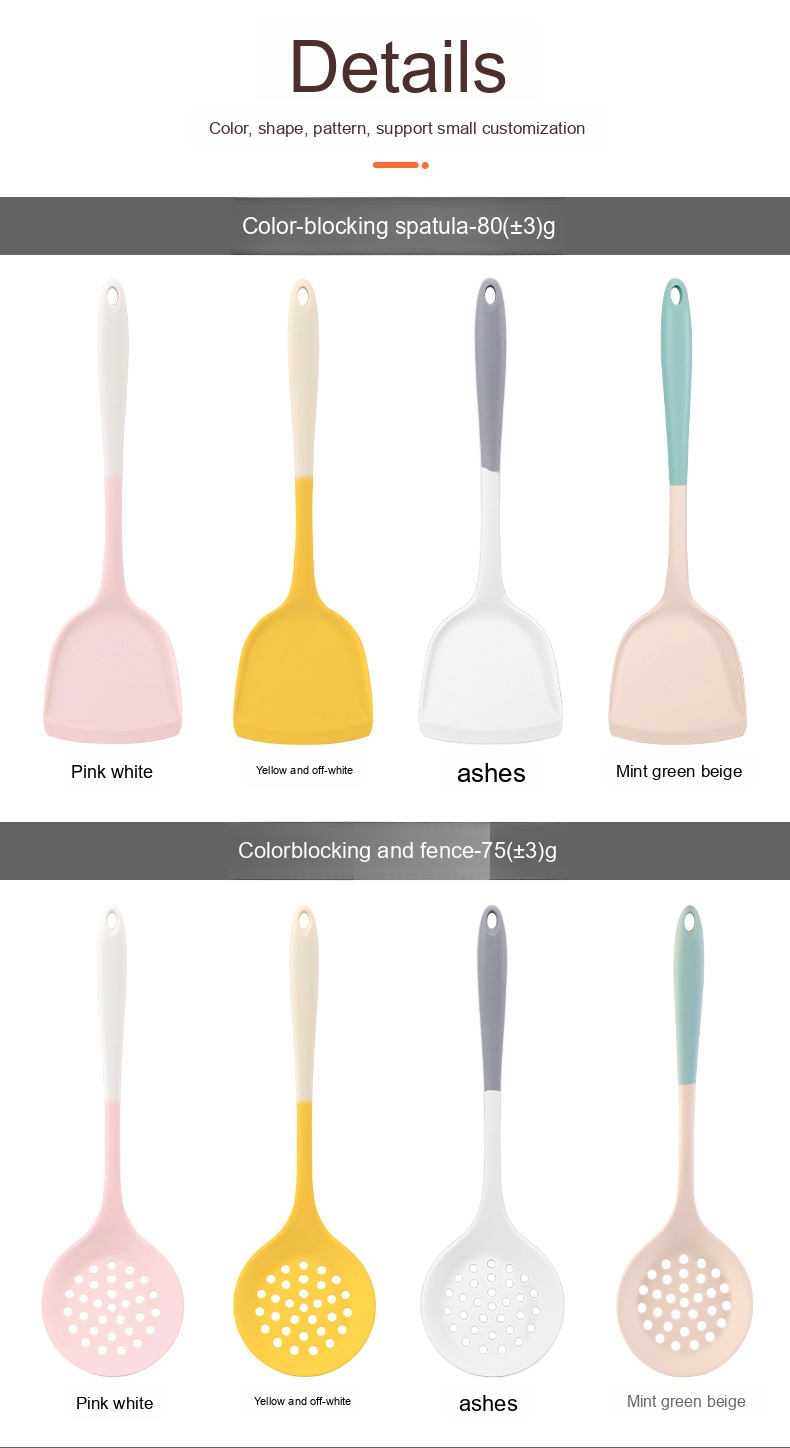 Details
Color, shape, pattern, support small customization
Color-blocking spatula-80(±3)g
Pink white
Yellow and off-white
ashes
Mint green beige
Colorblocking and fence-75(±3)g
Pink white
Yellow and off-white
ashes
Mint green beige